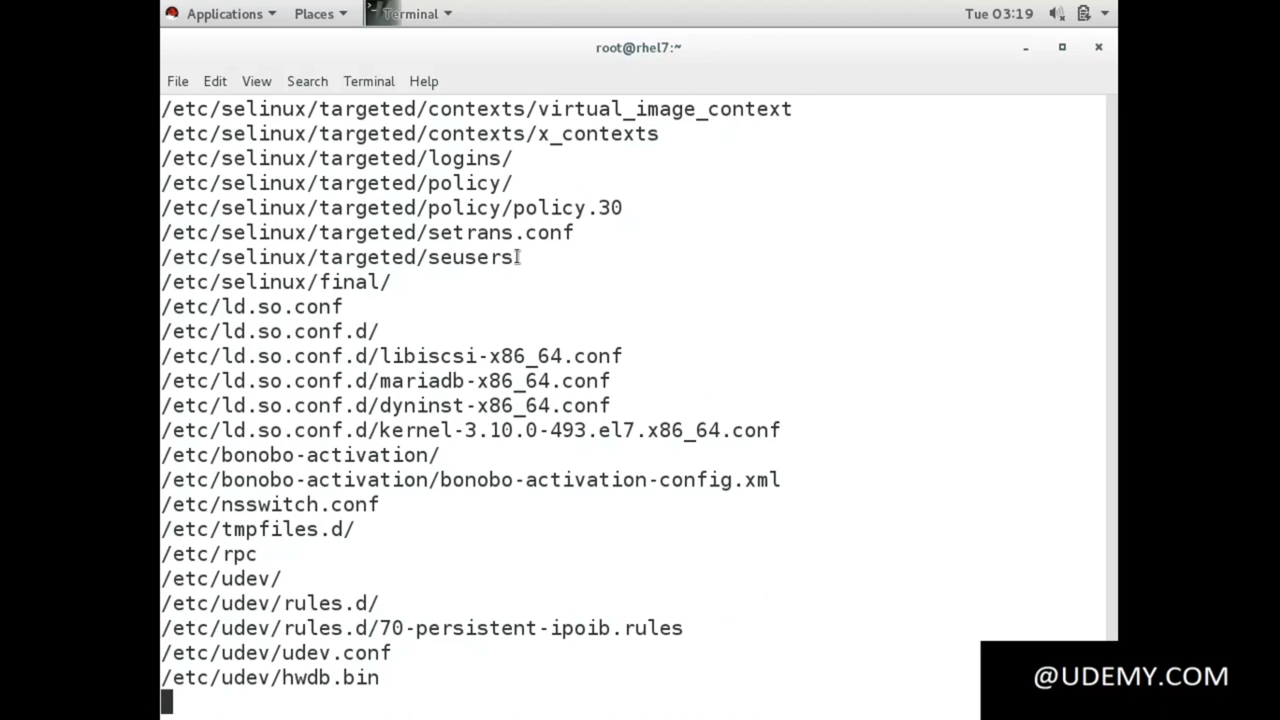 Applications Places Terminal Tue 03:19
root@rhel7:~
File Edit View Search Terminal Help
/etc/selinux/targeted/contexts/virtual_image_context
/etc/selinux/targeted/contexts/x_contexts
/etc/selinux/targeted/logins/
/etc/selinux/targeted/policy/
/etc/selinux/targeted/policy/policy.30
/etc/selinux/targeted/setrans.conf
/etc/selinux/targeted/seusers
/etc/selinux/final/
/etc/ld.so.conf
/etc/ld.so.conf.d/
/etc/ld.so.conf.d/libiscsi-x86_64.conf
/etc/ld.so.conf.d/mariadb-x86_64.conf
/etc/ld.so.conf.d/dyninst-x86_64.conf
/etc/ld.so.conf.d/kernel-3.10.0-493.el7.x86_64.conf
/etc/bonobo-activation/
/etc/bonobo-activation/bonobo-activation-config.xml
/etc/nsswitch.conf
/etc/tmpfiles.d/
/etc/rpc
/etc/udev/
/etc/udev/rules.d/
/etc/udev/rules.d/70-persistent-ipoib.rules
/etc/udev/udev.conf
/etc/udev/hwdb.bin
@UDEMY.COM